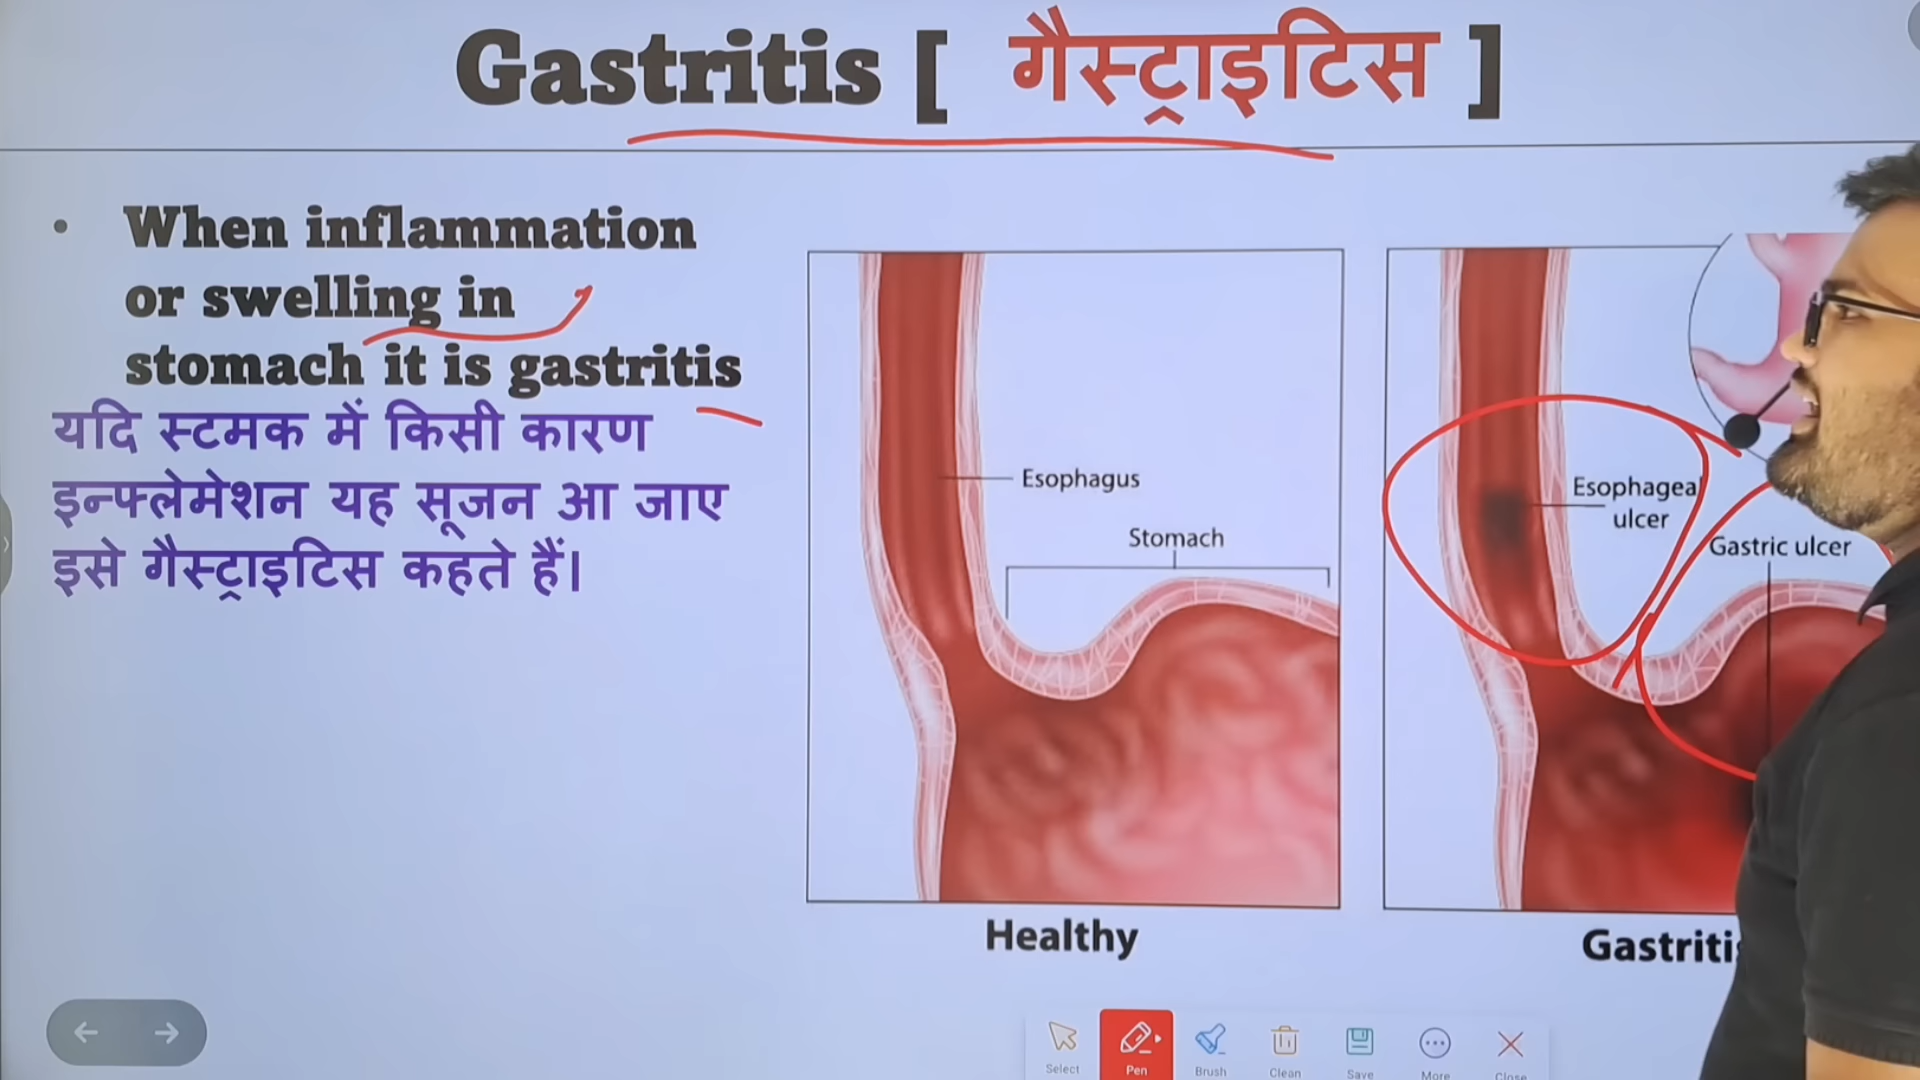 Gastritis [ गैस्ट्राइटिस ]
• When inflammation
or swelling in
stomach it is gastritis
यदि स्टमक में किसी कारण
इन्फ्लेमेशन यह सूजन आ जाए
इसे गैस्ट्राइटिस कहते हैं।
Esophagus
Stomach
Healthy
Esophageal
ulcer
Gastric ulcer
Gastritis
Select
Pen
Brush
Clean
Save
More
Close